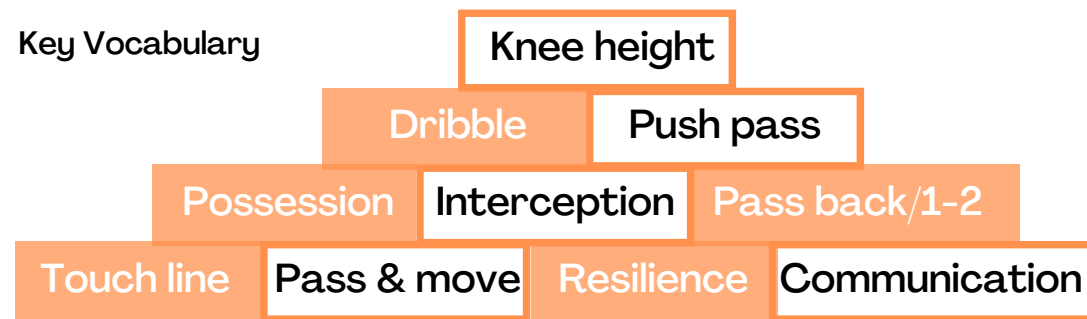 Key Vocabulary
Knee height
Dribble Push pass
Possession Interception Pass back/1-2
Touch line Pass & move Resilience Communication